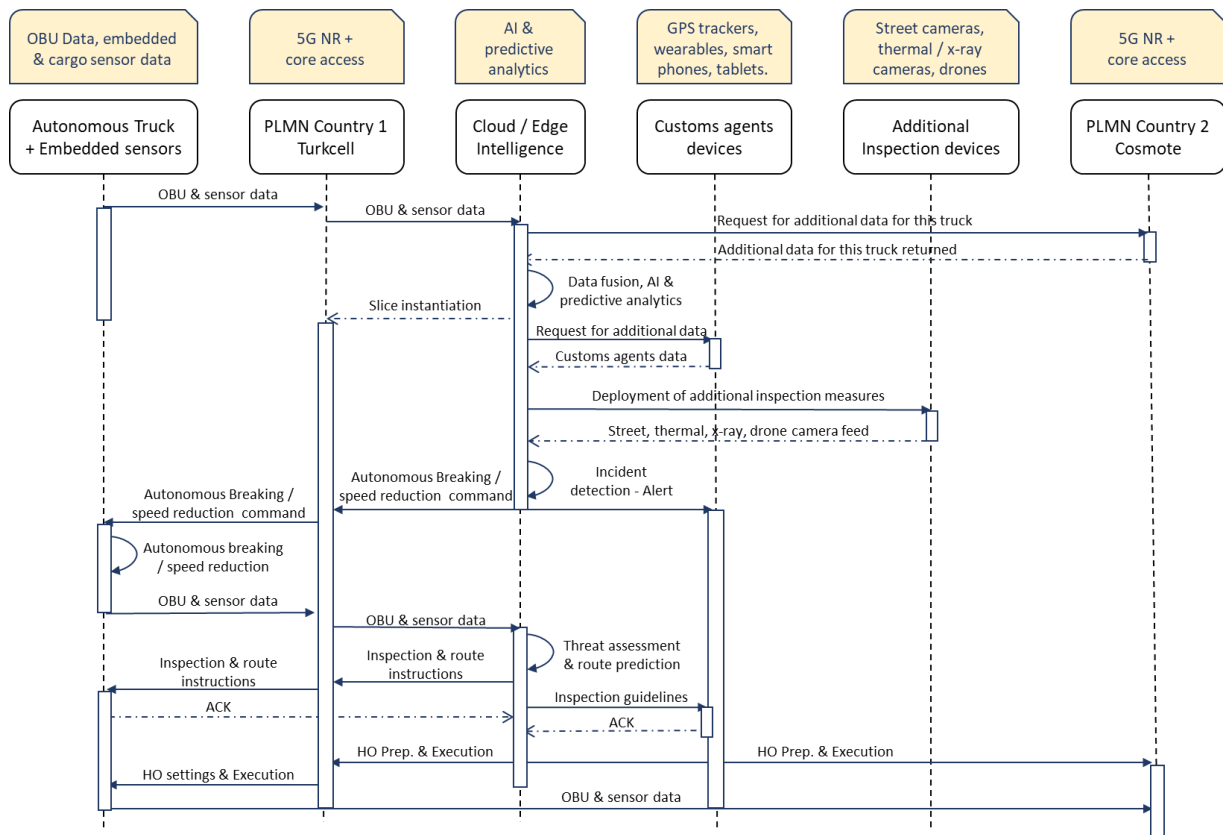 OBU Data, embedded
& cargo sensor data
5G NR +
core access
AI &
predictive
analytics
GPS trackers,
wearables, smart
phones, tablets.
Street cameras,
thermal / x-ray
cameras, drones
5G NR +
core access
Autonomous Truck
+ Embedded sensors
PLMN Country 1
Turkcell
Cloud / Edge
Intelligence
Customs agents
devices
Additional
Inspection devices
PLMN Country 2
Cosmote
OBU & sensor data
OBU & sensor data
Request for additional data for this truck
Additional data for this truck returned
Data fusion, AI &
predictive analytics
Slice instantiation
Request for additional data
Customs agents data
Deployment of additional inspection measures
Street, thermal, x-ray, drone camera feed
Incident
detection - Alert
Autonomous Breaking /
speed reduction command
Autonomous Breaking /
speed reduction command
Autonomous breaking
/ speed reduction
OBU & sensor data
OBU & sensor data
Threat assessment
& route prediction
Inspection & route
instructions
Inspection & route
instructions
Inspection guidelines
ACK
ACK
HO Prep. & Execution
HO Prep. & Execution
HO settings & Execution
OBU & sensor data